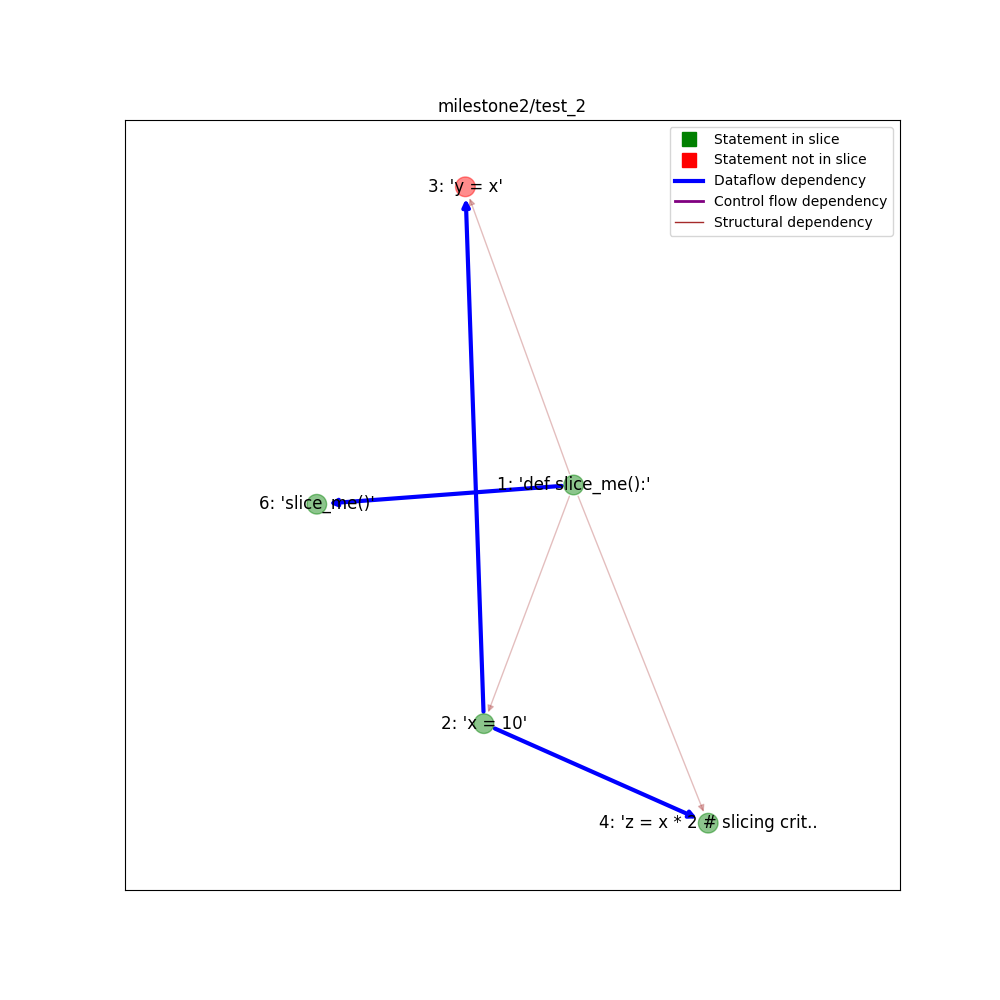 milestone2/test_2
Statement in slice
Statement not in slice
Dataflow dependency
Control flow dependency
Structural dependency
3: 'y = x'
1: 'def slice_me():'
6: 'slice_me()'
2: 'x = 10'
4: 'z = x * 2 # slicing crit..